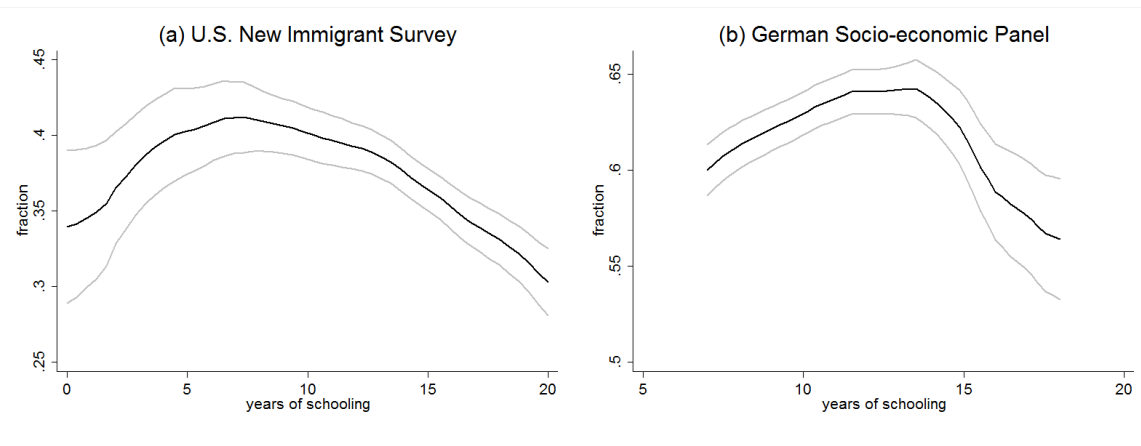 (a) U.S. New Immigrant Survey
fraction
.45
.4
.35
.3
.25
0 5 10 15 20
years of schooling
(b) German Socio-economic Panel
fraction
.65
.6
.55
.5
5 10 15 20
years of schooling